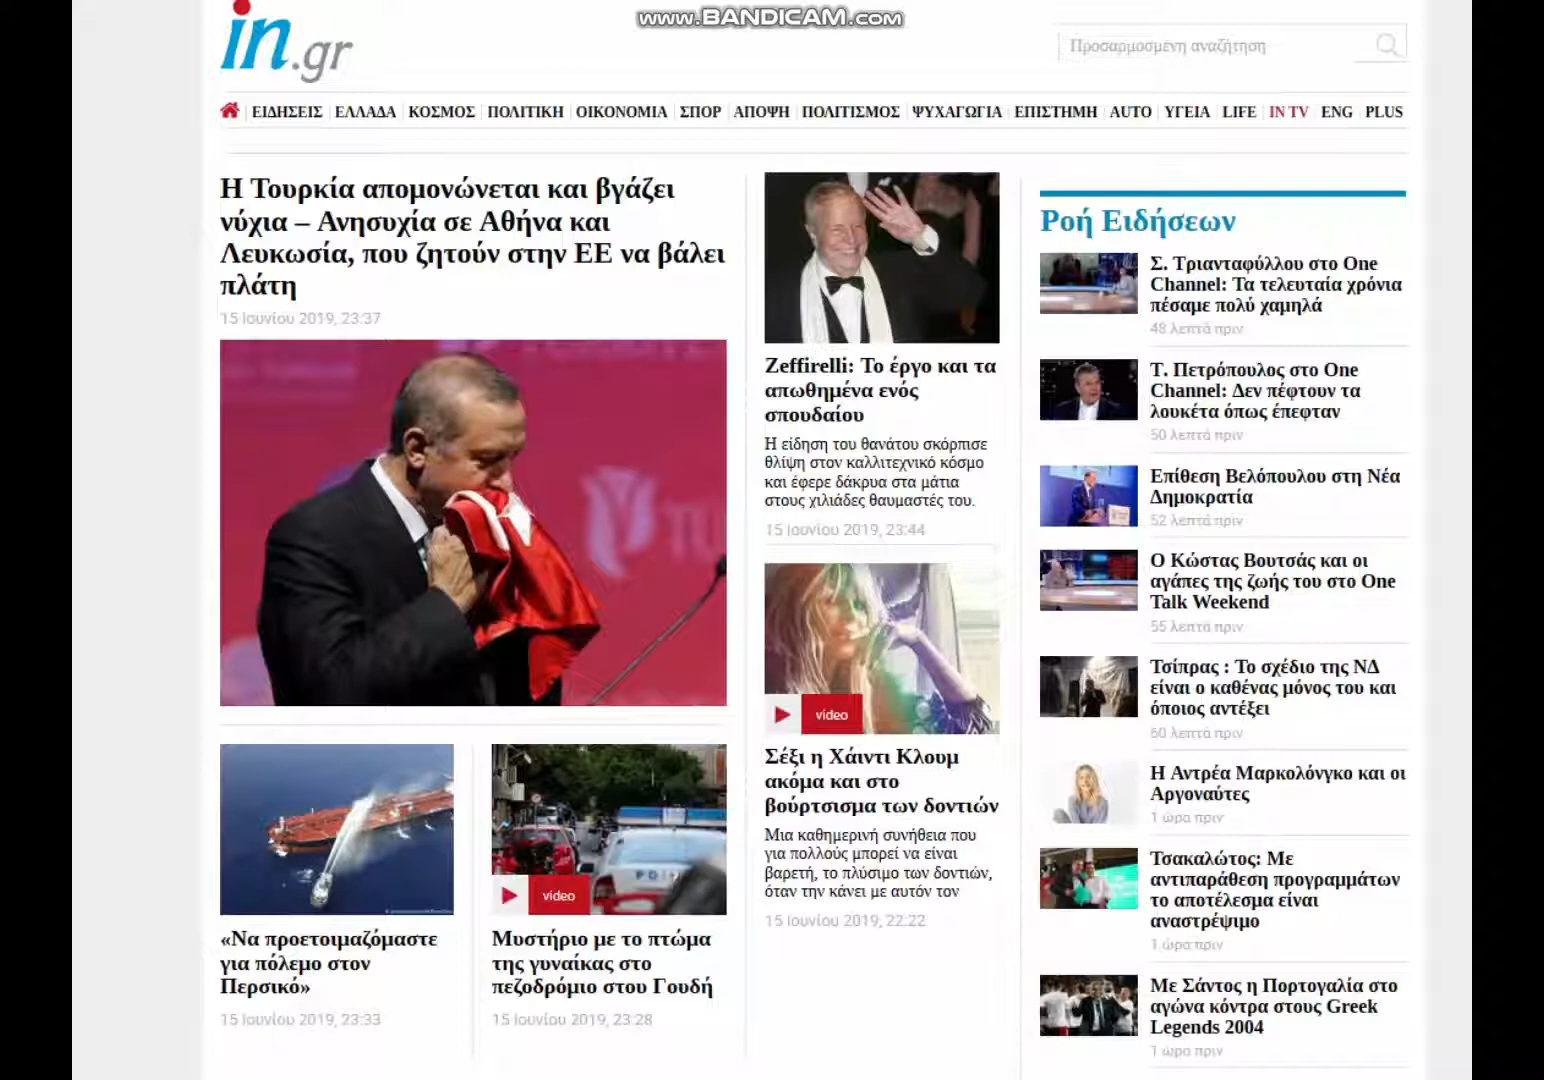 www.BANDICAM.com
in.gr
Προσαρμοσμένη αναζήτηση
ΕΙΔΗΣΕΙΣ ΕΛΛΑΔΑ ΚΟΣΜΟΣ ΠΟΛΙΤΙΚΗ ΟΙΚΟΝΟΜΙΑ ΣΠΟΡ ΑΠΟΨΗ ΠΟΛΙΤΙΣΜΟΣ ΨΥΧΑΓΩΓΙΑ ΕΠΙΣΤΗΜΗ AUTO ΥΓΕΙΑ LIFE IN TV ENG PLUS
Η Τουρκία απομονώνεται και βγάζει
νύχια – Ανησυχία σε Αθήνα και
Λευκωσία, που ζητούν στην ΕΕ να βάλει
πλάτη
15 Ιουνίου 2019, 23:37
«Να προετοιμαζόμαστε
για πόλεμο στον
Περσικό»
15 Ιουνίου 2019, 23:33
video
Μυστήριο με το πτώμα
της γυναίκας στο
πεζοδρόμιο στου Γουδή
15 Ιουνίου 2019, 23:28
Zeffirelli: Το έργο και τα
απωθημένα ενός
σπουδαίου
Η είδηση του θανάτου σκόρπισε
θλίψη στον καλλιτεχνικό κόσμο
και έφερε δάκρυα στα μάτια
στους χιλιάδες θαυμαστές του.
15 Ιουνίου 2019, 23:44
video
Σέξι η Χάιντι Κλουμ
ακόμα και στο
βούρτσισμα των δοντιών
Μια καθημερινή συνήθεια που
για πολλούς μπορεί να είναι
βαρετή, το πλύσιμο των δοντιών,
όταν την κάνει με αυτόν τον
15 Ιουνίου 2019, 22:22
Ροή Ειδήσεων
Σ. Τριανταφύλλου στο One
Channel: Τα τελευταία χρόνια
πέσαμε πολύ χαμηλά
48 λεπτά πριν
Τ. Πετρόπουλος στο One
Channel: Δεν πέφτουν τα
λουκέτα όπως έπεφταν
50 λεπτά πριν
Επίθεση Βελόπουλου στη Νέα
Δημοκρατία
52 λεπτά πριν
Ο Κώστας Βουτσάς και οι
αγάπες της ζωής του στο One
Talk Weekend
55 λεπτά πριν
Τσίπρας : Το σχέδιο της ΝΔ
είναι ο καθένας μόνος του και
όποιος αντέξει
60 λεπτά πριν
Η Αντρέα Μαρκολόνγκο και οι
Αργοναύτες
1 ώρα πριν
Τσακαλώτος: Με
αντιπαράθεση προγραμμάτων
το αποτέλεσμα είναι
αναστρέψιμο
1 ώρα πριν
Με Σάντος η Πορτογαλία στο
αγώνα κόντρα στους Greek
Legends 2004
1 ώρα πριν